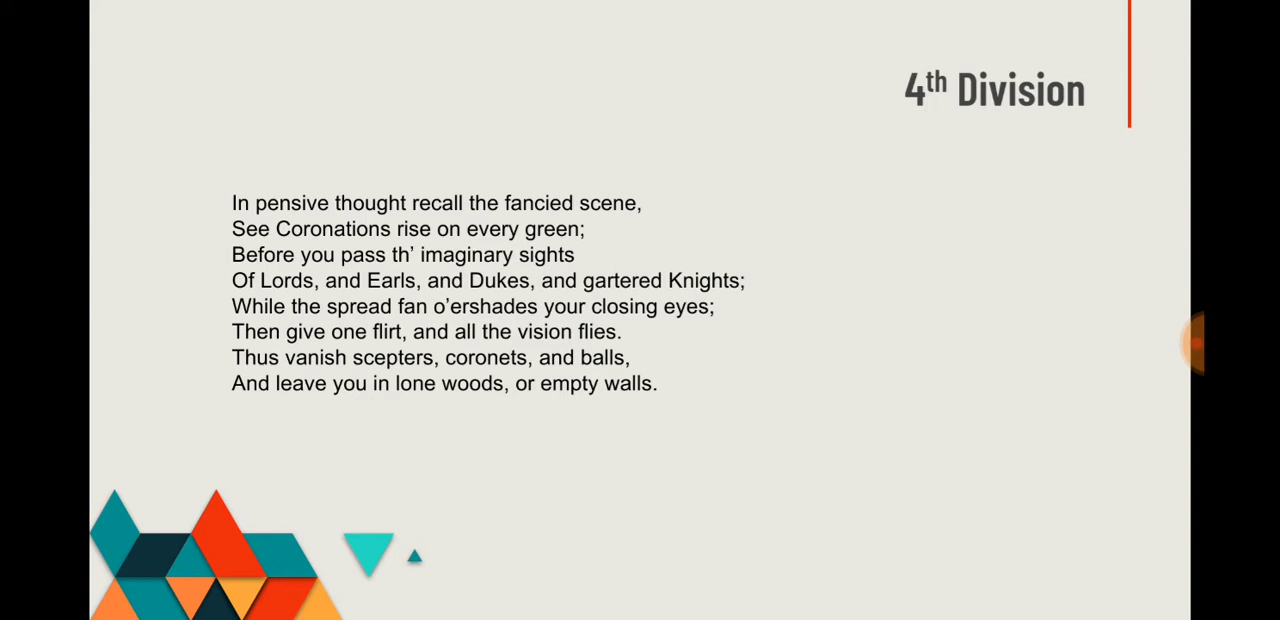 4th Division
In pensive thought recall the fancied scene,
See Coronations rise on every green;
Before you pass th’ imaginary sights
Of Lords, and Earls, and Dukes, and gartered Knights;
While the spread fan o’ershades your closing eyes;
Then give one flirt, and all the vision flies.
Thus vanish scepters, coronets, and balls,
And leave you in lone woods, or empty walls.